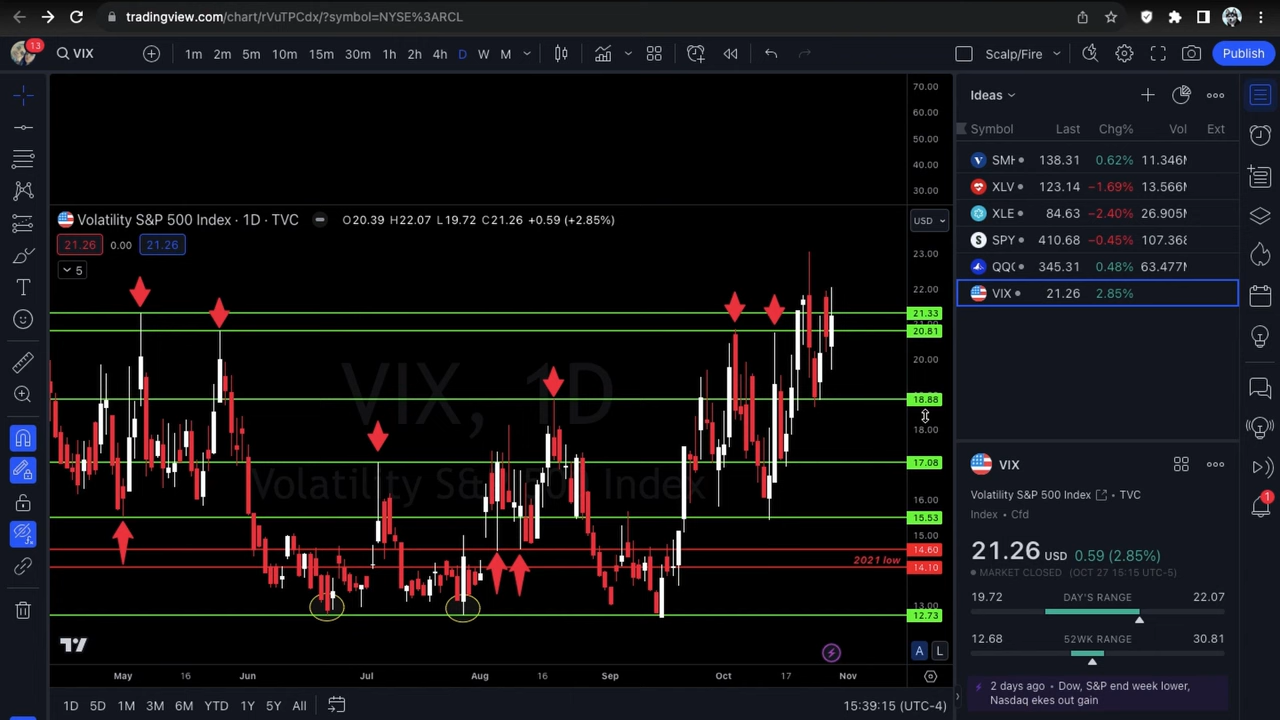 tradingview.com/chart/rVuTPCdx/?symbol=NYSE%3ARCL
13
VIX
1m 2m 5m 10m 15m 30m 1h 2h 4h D W M
Scalp/Fire
Publish
Ideas
Symbol Last Chg% Vol Ext
SMH 138.31 0.62% 11.346M
XLV 123.14 −1.69% 13.566M
XLE 84.63 −2.40% 26.905M
SPY 410.68 −0.45% 107.368
QQQ 345.31 0.48% 63.477M
VIX 21.26 2.85%
70.00
60.00
50.00
40.00
30.00
Volatility S&P 500 Index · 1D · TVC O20.39 H22.07 L19.72 C21.26 +0.59 (+2.85%)
USD
21.26 0.00 21.26
5
23.00
22.00
21.33
20.81
20.00
18.88
18.00
17.08
16.00
15.53
15.00
14.60
14.10
13.00
12.73
VIX, 1D
Volatility S&P 500 Index
2021 low
A L
May 16 Jun Jul Aug 16 Sep Oct 17 Nov
1D 5D 1M 3M 6M YTD 1Y 5Y All
15:39:15 (UTC-4)
VIX
Volatility S&P 500 Index · TVC
Index · Cfd
21.26 USD 0.59 (2.85%)
MARKET CLOSED (OCT 27 15:15 UTC-5)
19.72 DAY'S RANGE 22.07
12.68 52WK RANGE 30.81
2 days ago · Dow, S&P end week lower,
Nasdaq ekes out gain
1